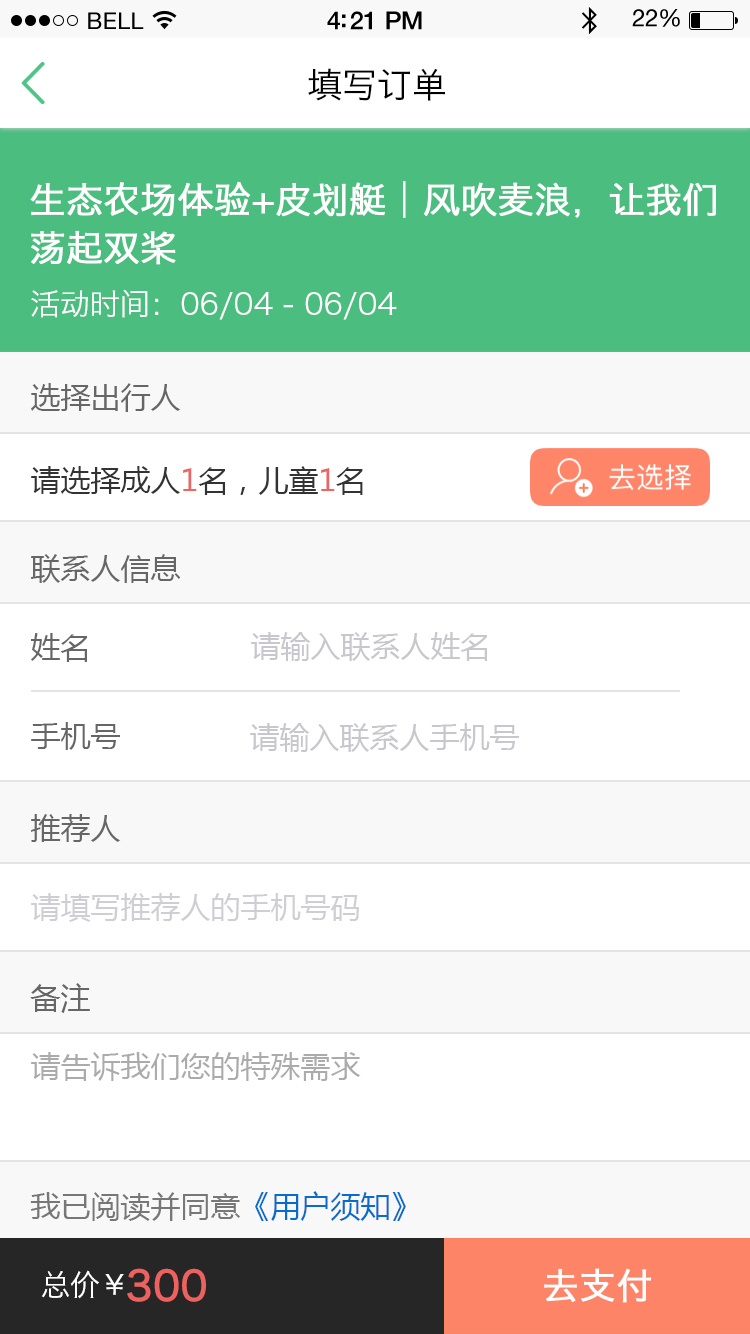 BELL 4:21 PM 22%
填写订单
生态农场体验+皮划艇｜风吹麦浪，让我们
荡起双桨
活动时间：06/04 - 06/04
选择出行人
请选择成人1名，儿童1名 去选择
联系人信息
姓名 请输入联系人姓名
手机号 请输入联系人手机号
推荐人
请填写推荐人的手机号码
备注
请告诉我们您的特殊需求
我已阅读并同意《用户须知》
总价￥300 去支付